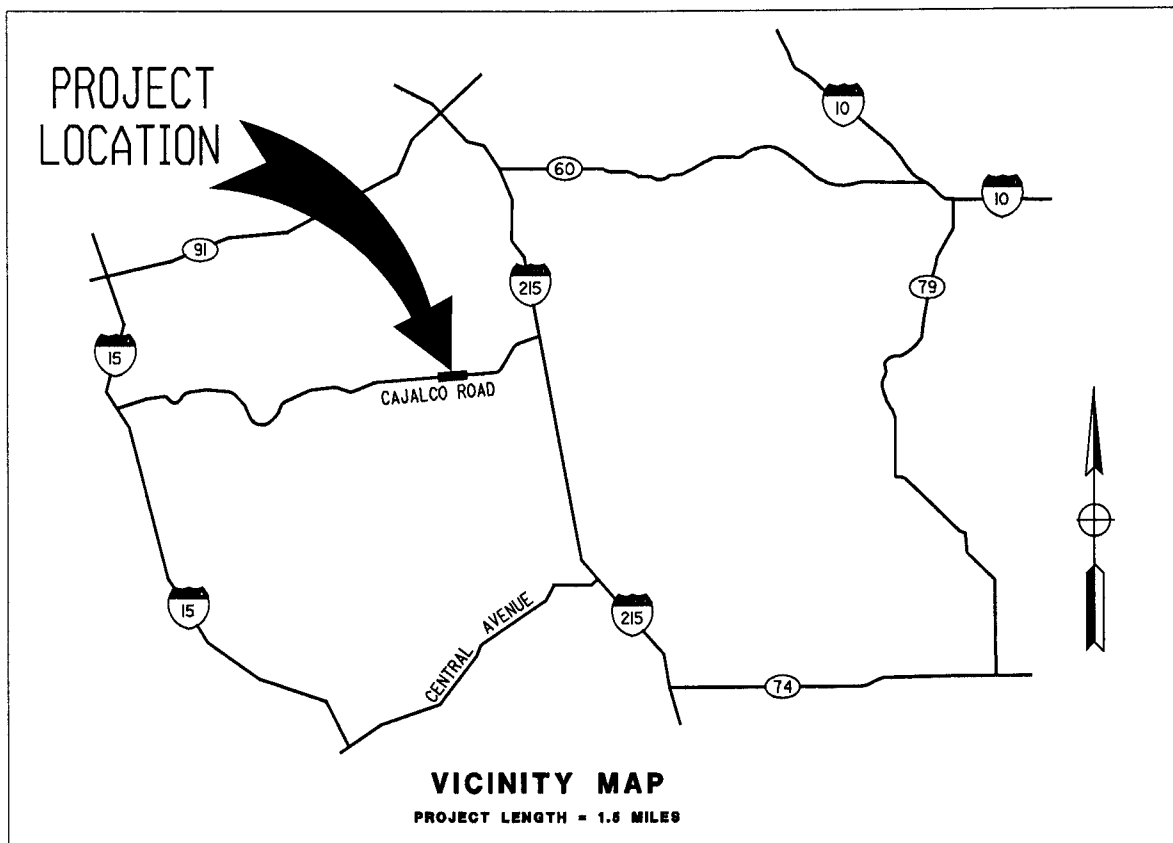 PROJECT
LOCATION
10
60
10
91
79
215
15
CAJALCO ROAD
15
215
CENTRAL AVENUE
74
VICINITY MAP
PROJECT LENGTH = 1.5 MILES